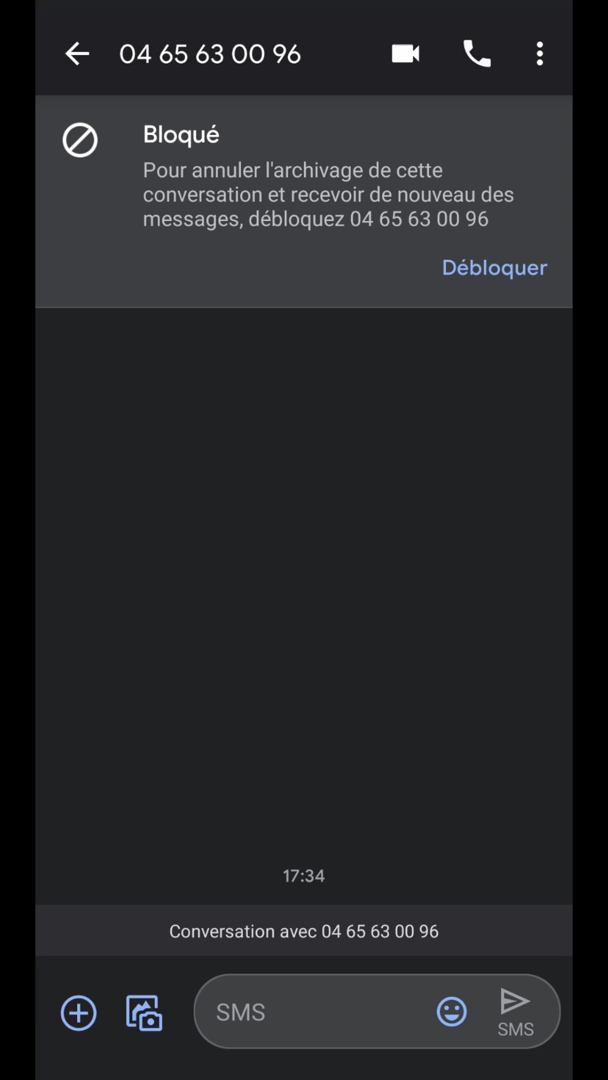 04 65 63 00 96
Bloqué
Pour annuler l'archivage de cette
conversation et recevoir de nouveau des
messages, débloquez 04 65 63 00 96
Débloquer
17:34
Conversation avec 04 65 63 00 96
SMS
SMS